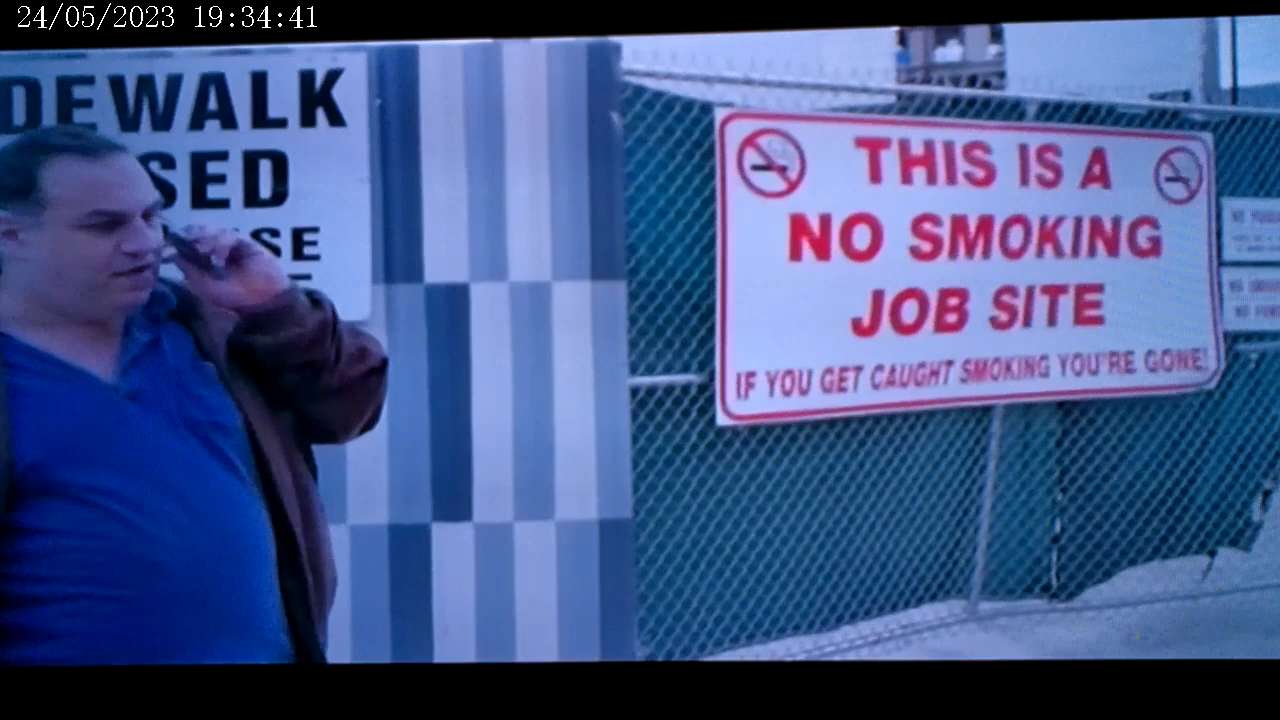 24/05/2023 19:34:41
DEWALK
SED
SE
THIS IS A
NO SMOKING
JOB SITE
IF YOU GET CAUGHT SMOKING YOU'RE GONE!